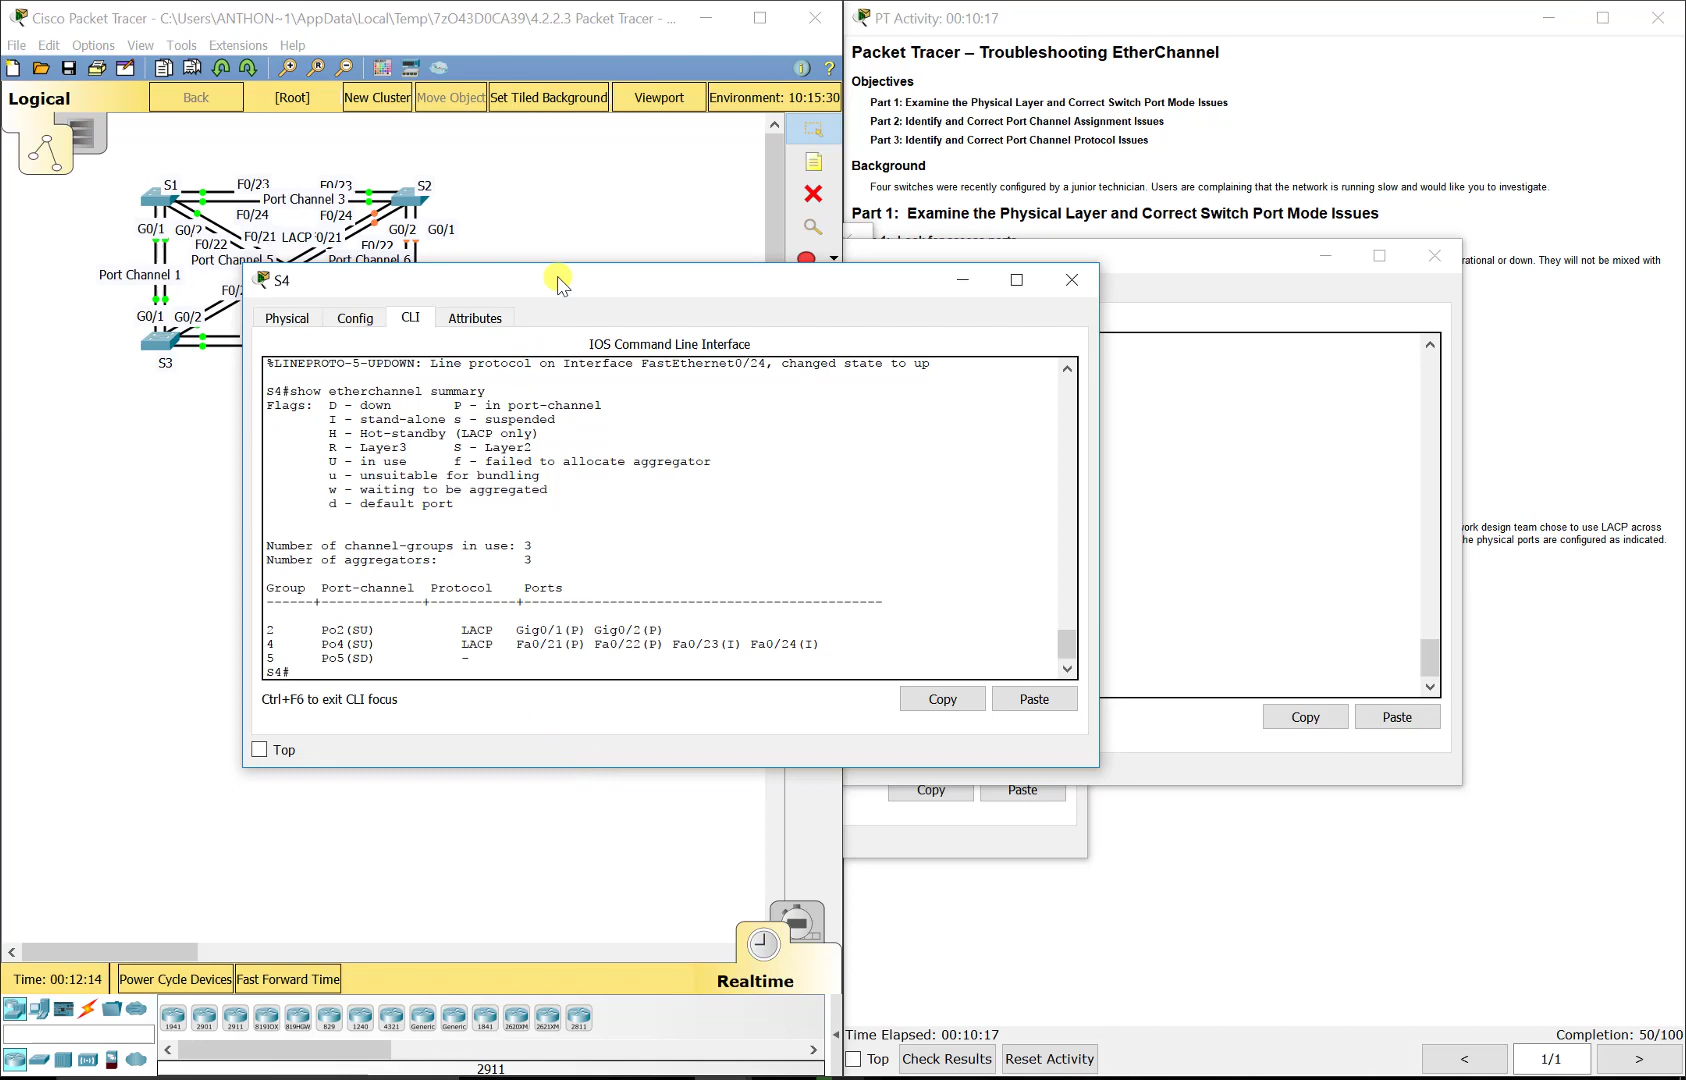 Cisco Packet Tracer - C:\Users\ANTHON~1\AppData\Local\Temp\7zO43D0CA39\4.2.2.3 Packet Tracer - ...
File Edit Options View Tools Extensions Help
Logical
Back
[Root]
New Cluster
Move Object
Set Tiled Background
Viewport
Environment: 10:15:30
S1
F0/23
F0/23
S2
Port Channel 3
F0/24
F0/24
G0/1
G0/2
F0/21
LACP
0/21
G0/2
G0/1
F0/22
F0/22
Port Channel 5
Port Channel 6
Port Channel 1
F0/
G0/1
G0/2
S3
S4
Physical
Config
CLI
Attributes
IOS Command Line Interface
%LINEPROTO-5-UPDOWN: Line protocol on Interface FastEthernet0/24, changed state to up
S4#show etherchannel summary
Flags:  D - down        P - in port-channel
I - stand-alone s - suspended
H - Hot-standby (LACP only)
R - Layer3      S - Layer2
U - in use      f - failed to allocate aggregator
u - unsuitable for bundling
w - waiting to be aggregated
d - default port
Number of channel-groups in use: 3
Number of aggregators:           3
Group  Port-channel  Protocol    Ports
------+-------------+-----------+----------------------------------------------
2      Po2(SU)           LACP   Gig0/1(P) Gig0/2(P)
4      Po4(SU)           LACP   Fa0/21(P) Fa0/22(P) Fa0/23(I) Fa0/24(I)
5      Po5(SD)           -
S4#
Ctrl+F6 to exit CLI focus
Copy
Paste
Top
Copy
Paste
Copy
Paste
Time: 00:12:14
Power Cycle Devices
Fast Forward Time
Realtime
1941 2901 2911 819IOX 819HGW 829 1240 4321 Generic Generic 1841 2620XM 2621XM 2811
2911
PT Activity: 00:10:17
Packet Tracer – Troubleshooting EtherChannel
Objectives
Part 1: Examine the Physical Layer and Correct Switch Port Mode Issues
Part 2: Identify and Correct Port Channel Assignment Issues
Part 3: Identify and Correct Port Channel Protocol Issues
Background
Four switches were recently configured by a junior technician. Users are complaining that the network is running slow and would like you to investigate.
Part 1: Examine the Physical Layer and Correct Switch Port Mode Issues
rational or down. They will not be mixed with
ork design team chose to use LACP across
he physical ports are configured as indicated.
Time Elapsed: 00:10:17
Completion: 50/100
Top
Check Results
Reset Activity
<
1/1
>